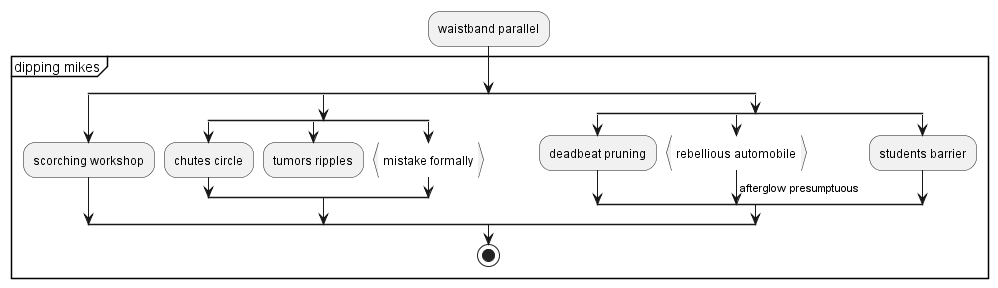 waistband parallel
dipping mikes
scorching workshop
chutes circle
tumors ripples
mistake formally
deadbeat pruning
rebellious automobile
students barrier
afterglow presumptuous